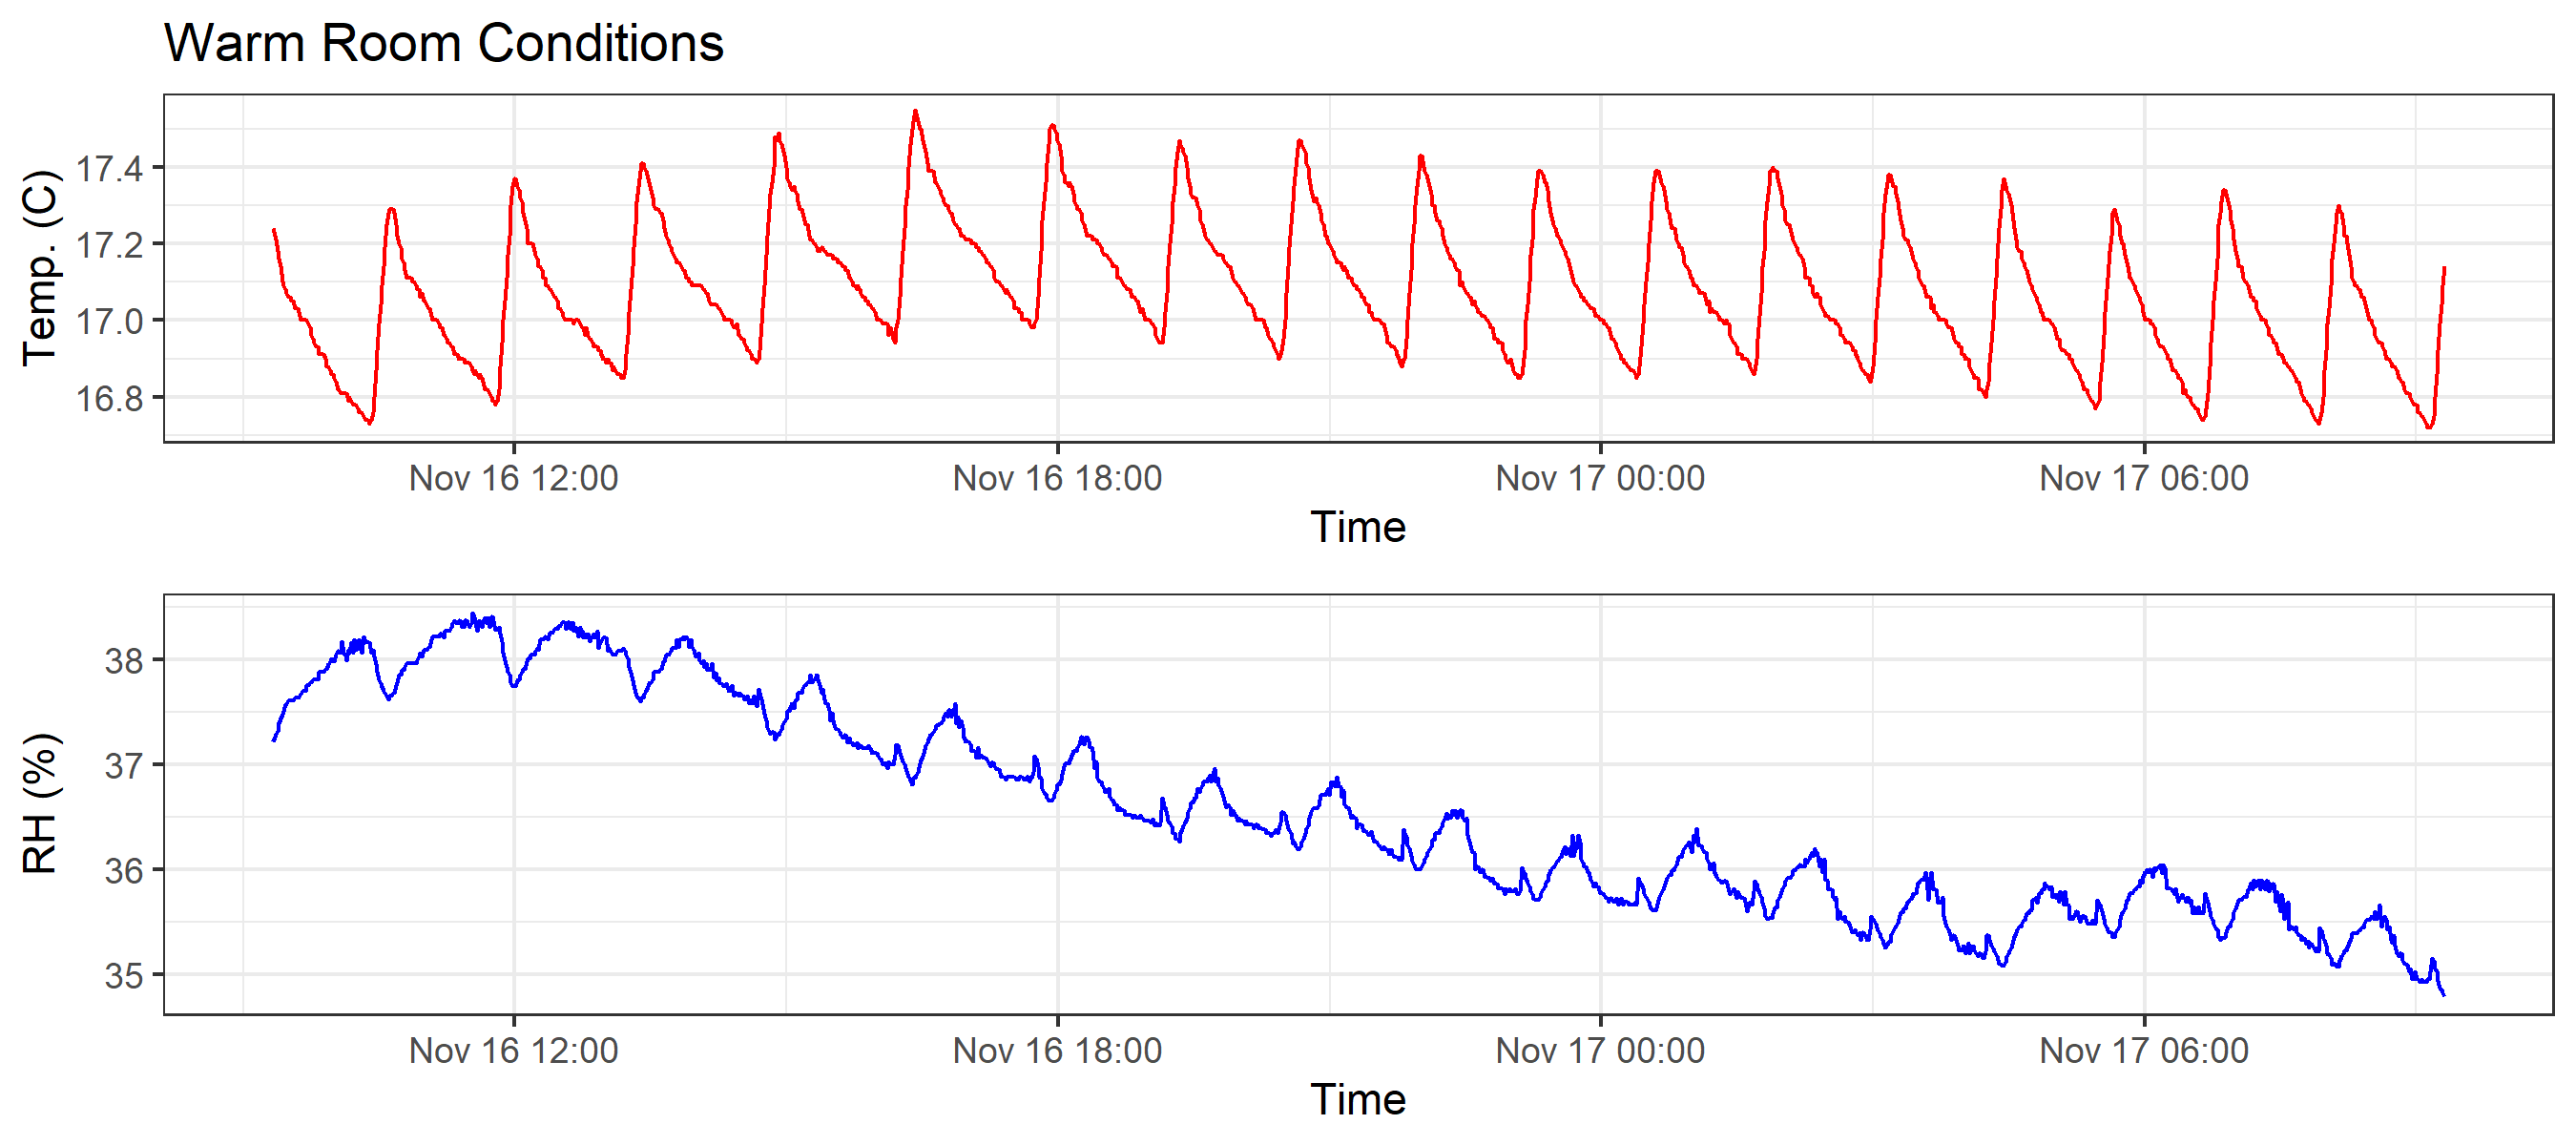 Warm Room Conditions
Temp. (C)
17.4
17.2
17.0
16.8
Nov 16 12:00 Nov 16 18:00 Nov 17 00:00 Nov 17 06:00
Time
RH (%)
38
37
36
35
Nov 16 12:00 Nov 16 18:00 Nov 17 00:00 Nov 17 06:00
Time